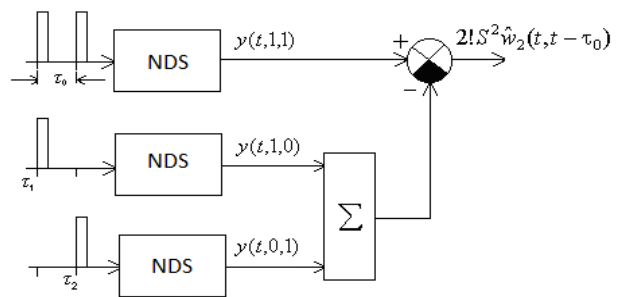 τ₀
NDS
y(t,1,1)
+
2!S²ŵ₂(t,t−τ₀)
−
τ₁
NDS
y(t,1,0)
Σ
τ₂
NDS
y(t,0,1)